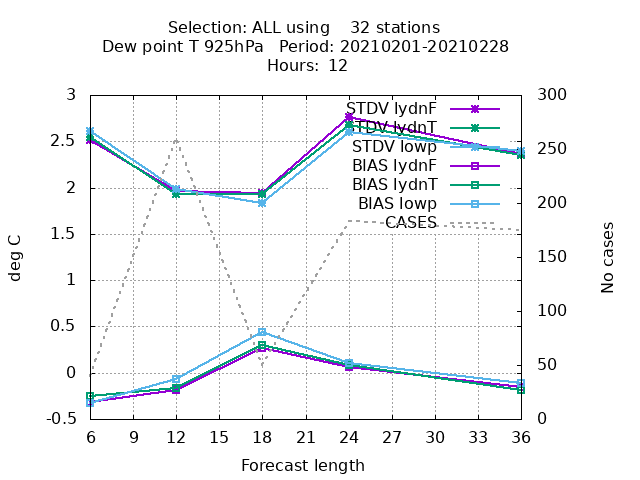 Selection: ALL using    32 stations
Dew point T 925hPa   Period: 20210201-20210228
Hours:  12
3
2.5
2
1.5
1
0.5
0
-0.5
deg C
300
250
200
150
100
50
0
No cases
STDV lydnF
STDV lydnT
STDV lowp
BIAS lydnF
BIAS lydnT
BIAS lowp
CASES
6 9 12 15 18 21 24 27 30 33 36
Forecast length